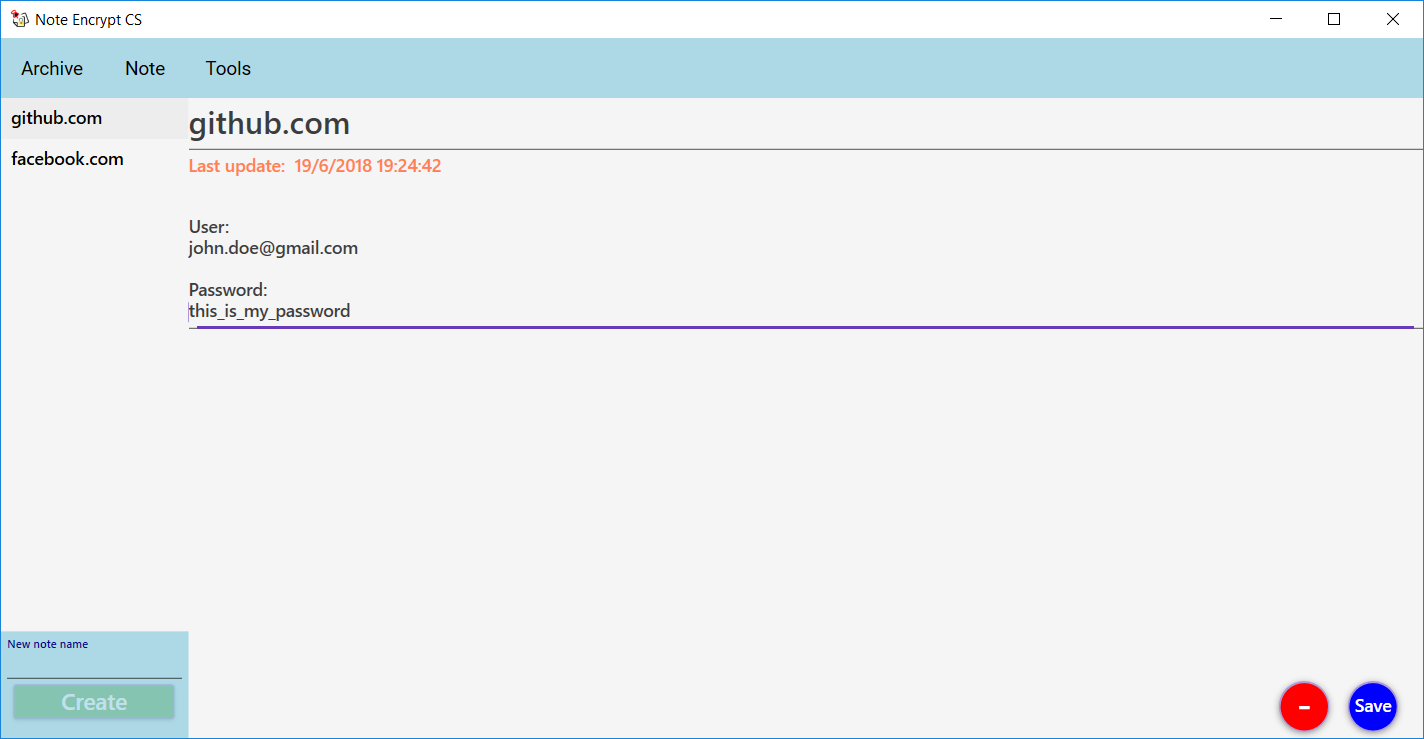 Note Encrypt CS
Archive Note Tools
github.com
facebook.com
github.com
Last update: 19/6/2018 19:24:42
User:
john.doe@gmail.com
Password:
this_is_my_password
New note name
Create
-
Save